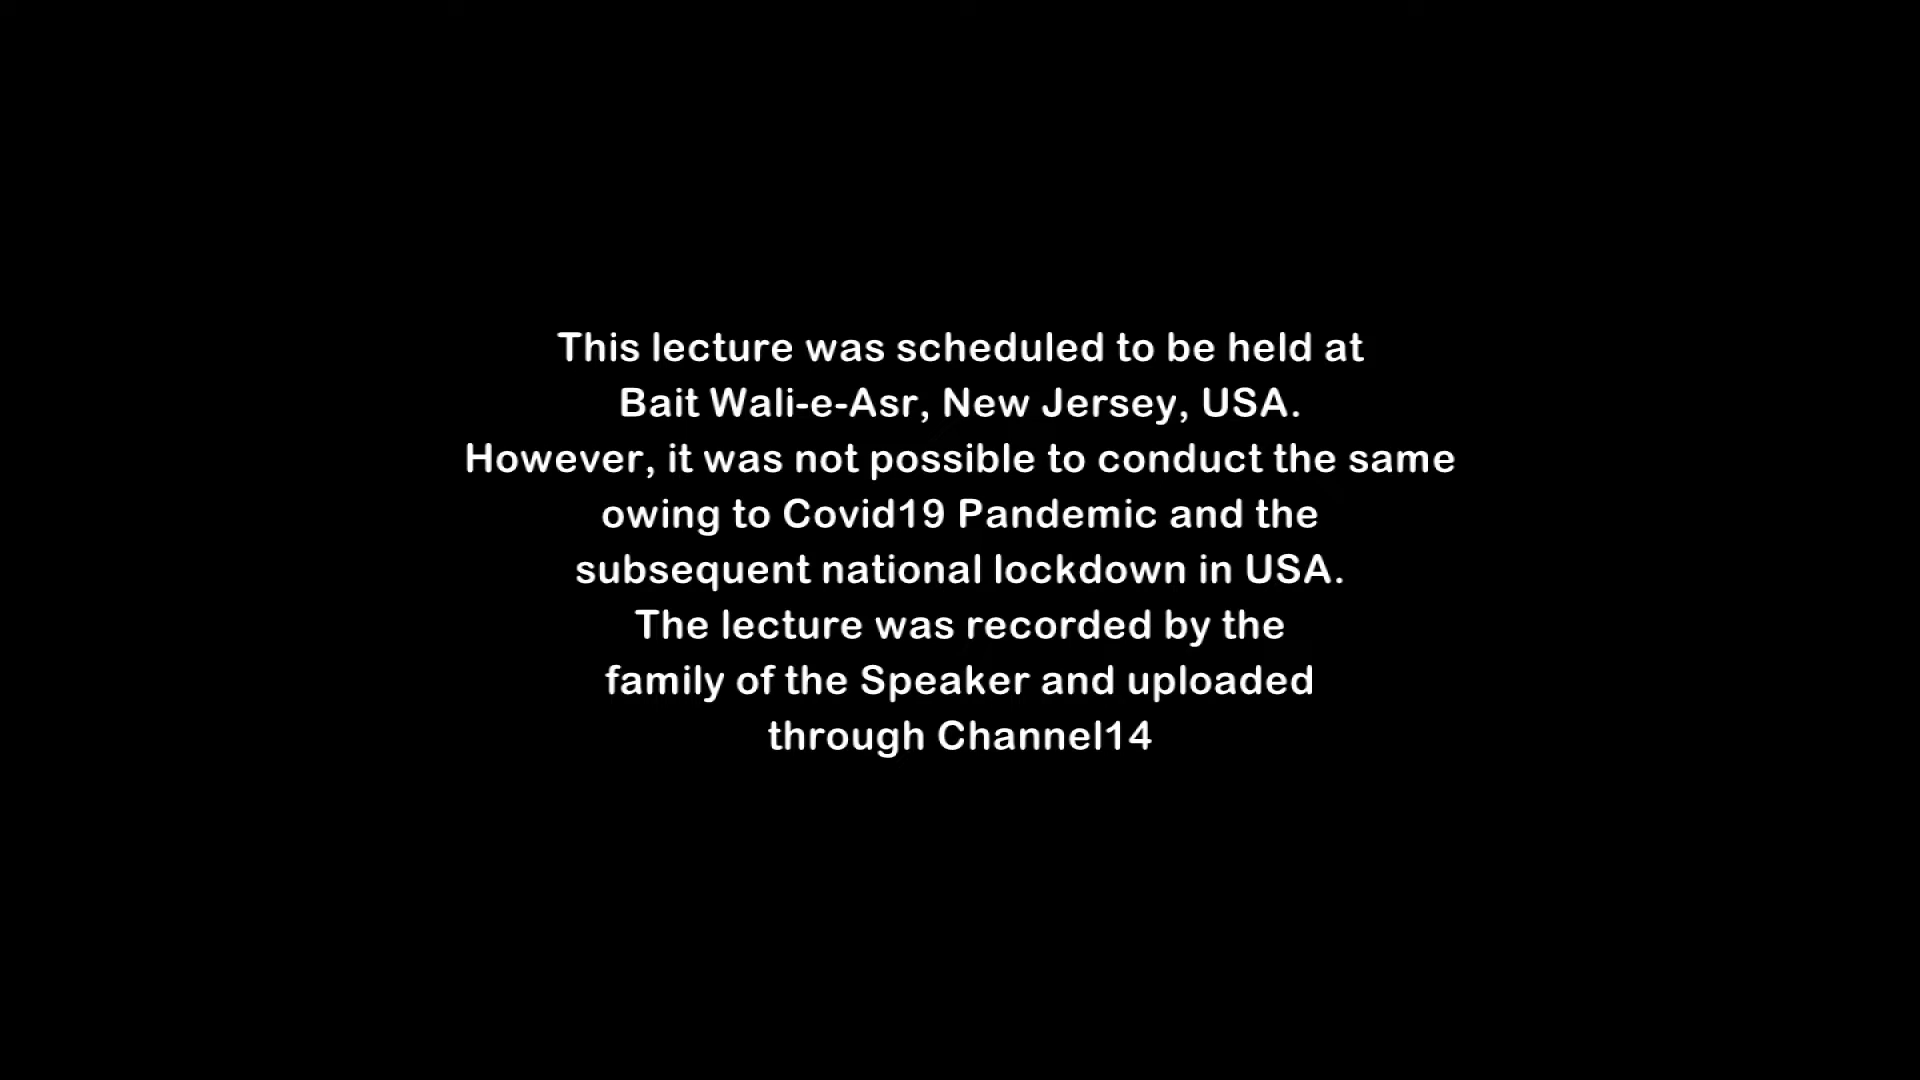 This lecture was scheduled to be held at
Bait Wali-e-Asr, New Jersey, USA.
However, it was not possible to conduct the same
owing to Covid19 Pandemic and the
subsequent national lockdown in USA.
The lecture was recorded by the
family of the Speaker and uploaded
through Channel14